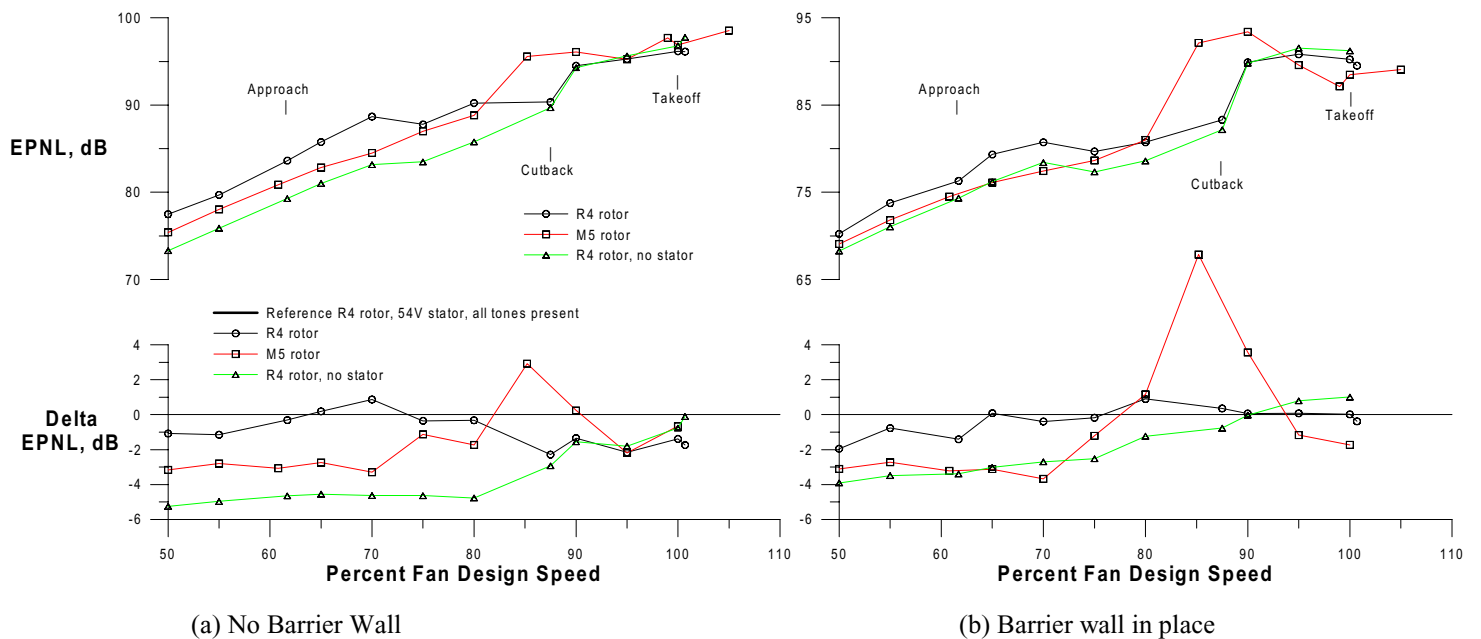 100
90
80
70
EPNL, dB
Approach
Takeoff
Cutback
R4 rotor
M5 rotor
R4 rotor, no stator
Reference R4 rotor, 54V stator, all tones present
R4 rotor
M5 rotor
R4 rotor, no stator
4
2
0
-2
-4
-6
Delta
EPNL, dB
50 60 70 80 90 100 110
Percent Fan Design Speed
(a) No Barrier Wall
95
85
75
65
Approach
Takeoff
Cutback
4
2
0
-2
-4
-6
50 60 70 80 90 100 110
Percent Fan Design Speed
(b) Barrier wall in place